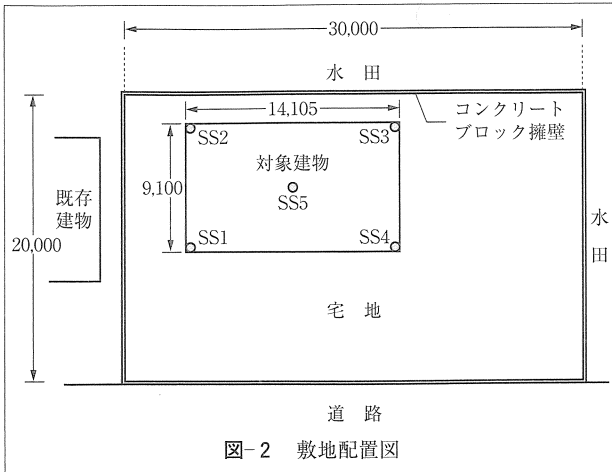 30,000
水 田
14,105
コンクリート
ブロック擁壁
SS2
SS3
対象建物
9,100
SS5
既存
建物
水
田
20,000
SS1
SS4
宅 地
道 路
図-2 敷地配置図